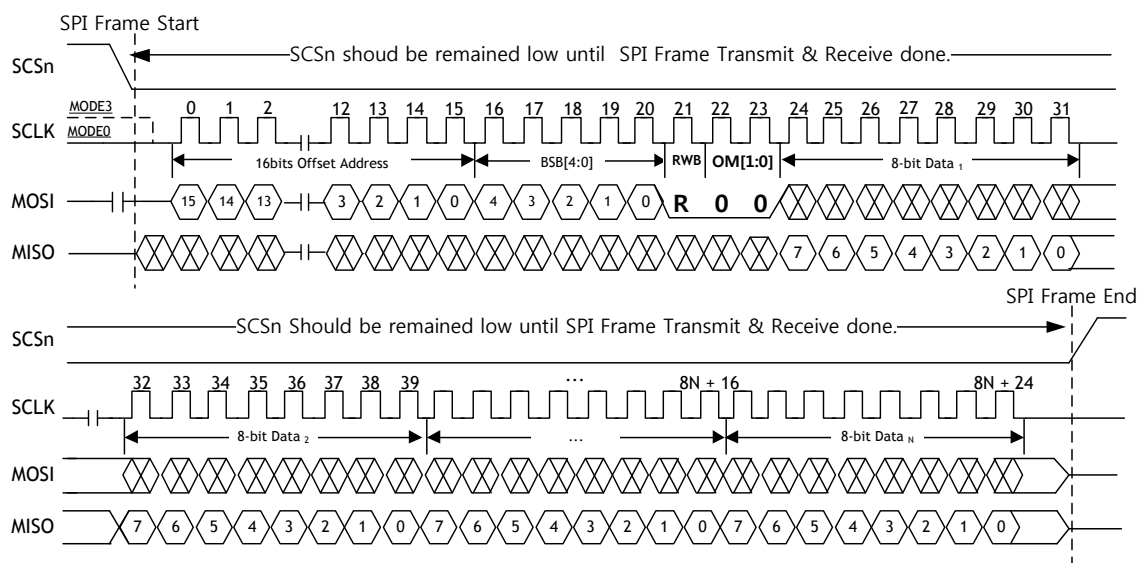 SPI Frame Start
SCSn
SCSn shoud be remained low until SPI Frame Transmit & Receive done.
MODE3
MODE0
SCLK
0 1 2 12 13 14 15 16 17 18 19 20 21 22 23 24 25 26 27 28 29 30 31
16bits Offset Address
BSB[4:0]
RWB
OM[1:0]
8-bit Data 1
MOSI
15 14 13 3 2 1 0 4 3 2 1 0 R 0 0
MISO
7 6 5 4 3 2 1 0
SPI Frame End
SCSn
SCSn Should be remained low until SPI Frame Transmit & Receive done.
SCLK
32 33 34 35 36 37 38 39 ... 8N + 16 8N + 24
8-bit Data 2
...
8-bit Data N
MOSI
MISO
7 6 5 4 3 2 1 0 7 6 5 4 3 2 1 0 7 6 5 4 3 2 1 0